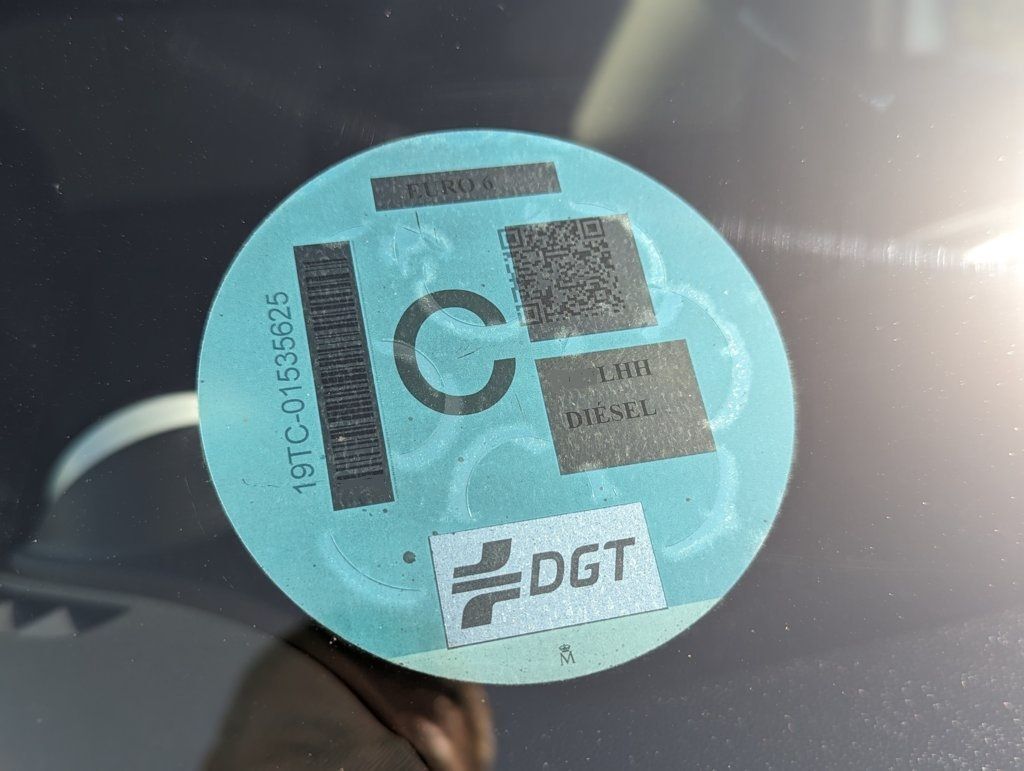 EURO 6
19TC-01535625
C
LHH
DIÉSEL
DGT
M